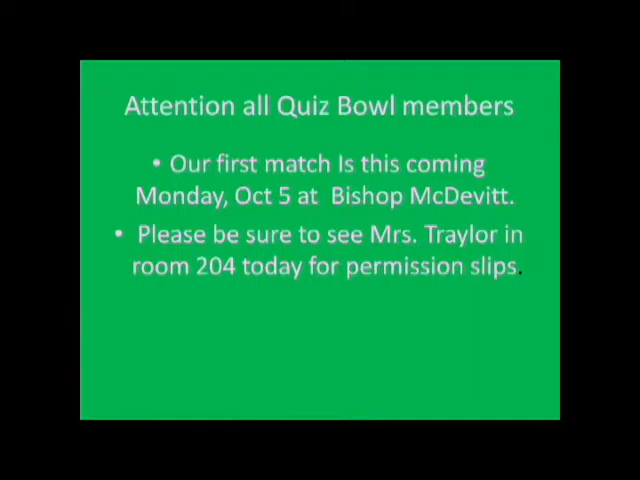 Attention all Quiz Bowl members
• Our first match Is this coming
Monday, Oct 5 at  Bishop McDevitt.
• Please be sure to see Mrs. Traylor in
room 204 today for permission slips.